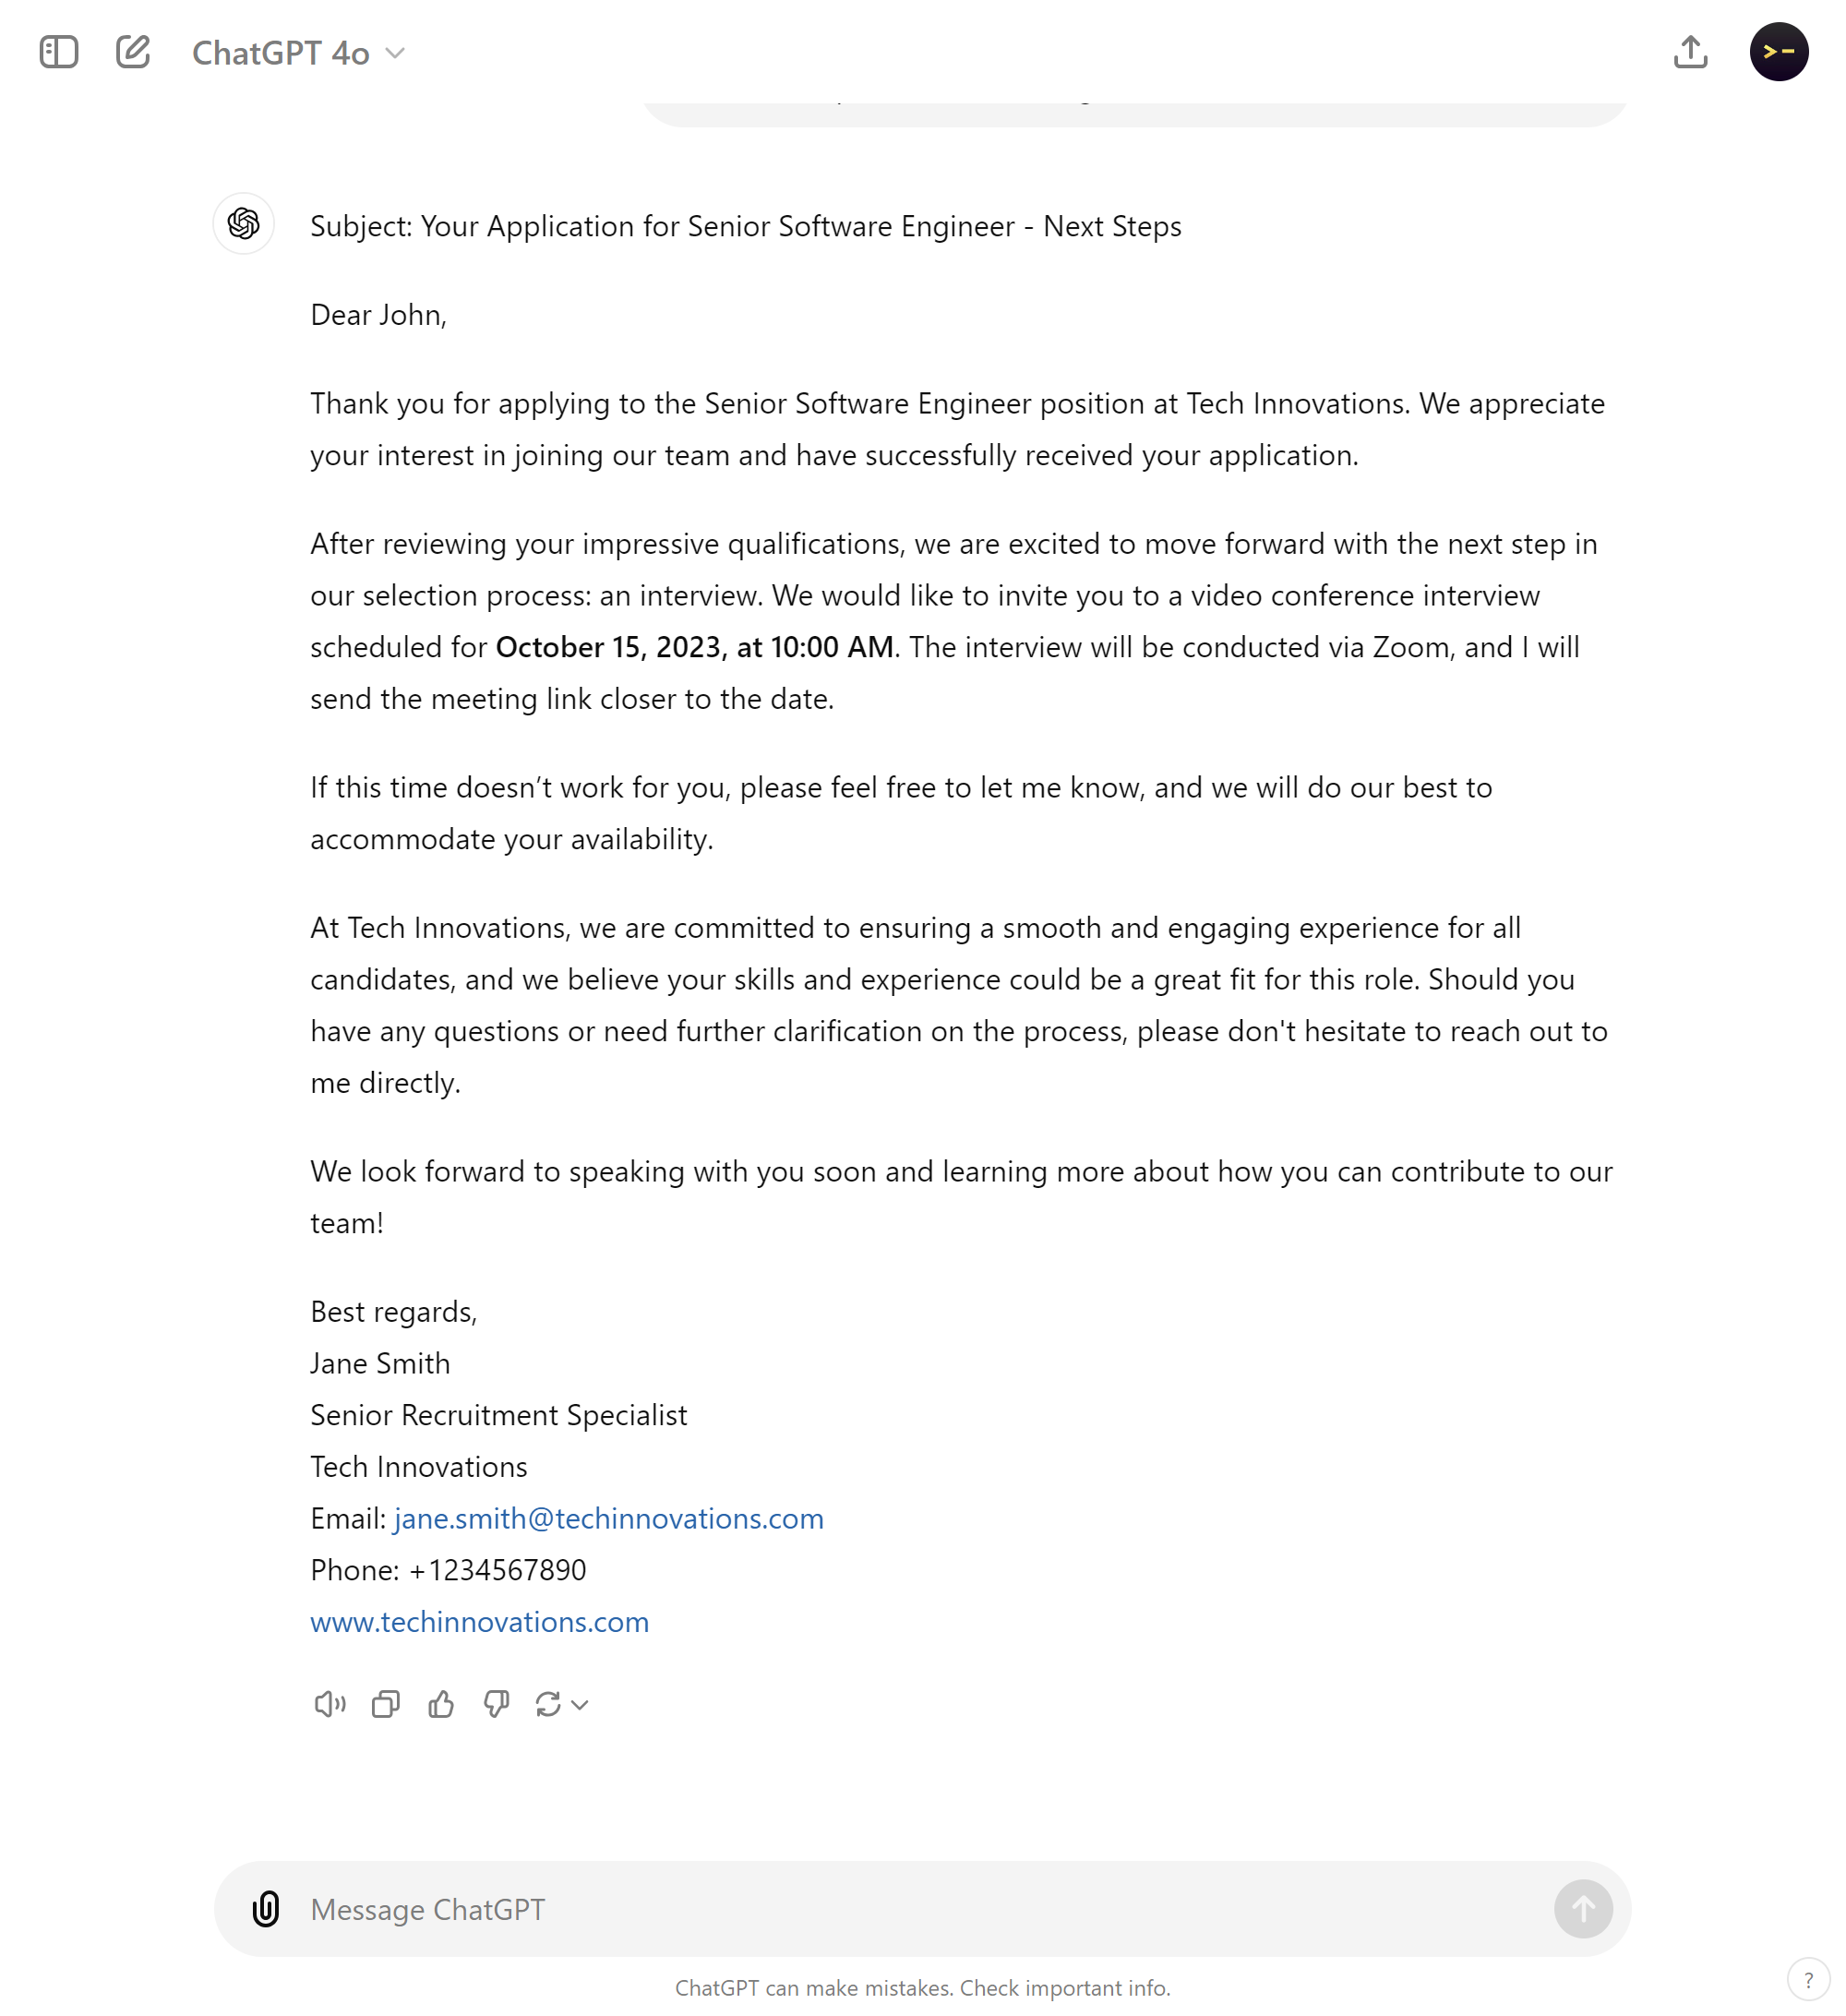 ChatGPT 4o
Subject: Your Application for Senior Software Engineer - Next Steps
Dear John,
Thank you for applying to the Senior Software Engineer position at Tech Innovations. We appreciate
your interest in joining our team and have successfully received your application.
After reviewing your impressive qualifications, we are excited to move forward with the next step in
our selection process: an interview. We would like to invite you to a video conference interview
scheduled for October 15, 2023, at 10:00 AM. The interview will be conducted via Zoom, and I will
send the meeting link closer to the date.
If this time doesn’t work for you, please feel free to let me know, and we will do our best to
accommodate your availability.
At Tech Innovations, we are committed to ensuring a smooth and engaging experience for all
candidates, and we believe your skills and experience could be a great fit for this role. Should you
have any questions or need further clarification on the process, please don't hesitate to reach out to
me directly.
We look forward to speaking with you soon and learning more about how you can contribute to our
team!
Best regards,
Jane Smith
Senior Recruitment Specialist
Tech Innovations
Email: jane.smith@techinnovations.com
Phone: +1234567890
www.techinnovations.com
Message ChatGPT
ChatGPT can make mistakes. Check important info.
?